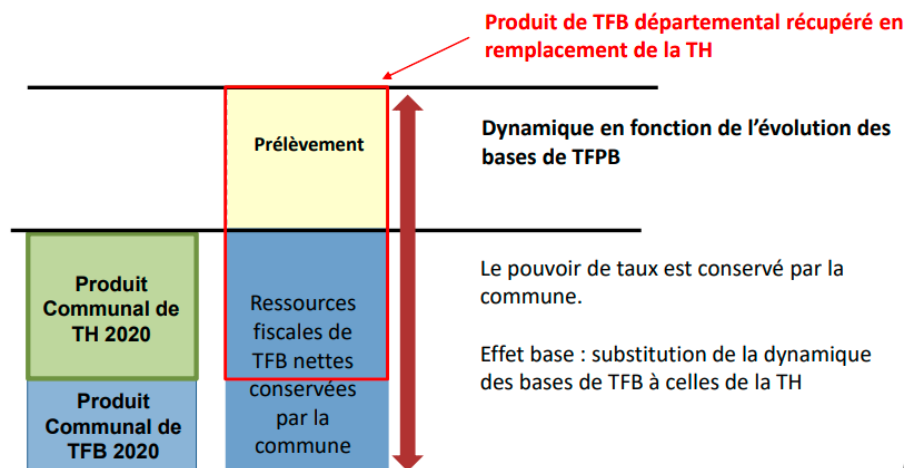 Produit de TFB départemental récupéré en
remplacement de la TH
Prélèvement
Dynamique en fonction de l'évolution des
bases de TFPB
Produit
Communal de
TH 2020
Ressources
fiscales de
TFB nettes
conservées
par la
commune
Le pouvoir de taux est conservé par la
commune.
Effet base : substitution de la dynamique
des bases de TFB à celles de la TH
Produit
Communal de
TFB 2020